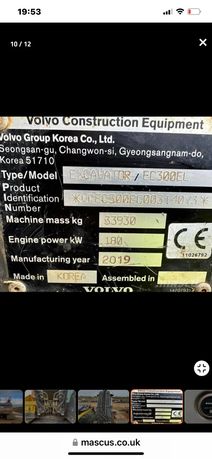 19:53
10 / 12
Volvo Construction Equipment
Volvo Group Korea Co., Ltd.
Seongsan-gu, Changwon-si, Gyeongsangnam-do,
Korea 51710
Type/Model EXCAVATOR / EC300EL
Product
Identification
Number
Machine mass kg 33930
Engine power kW 180
CE
11026792
Manufacturing year 2019
Made in KOREA Assembled in
VOLVO
mascus.co.uk